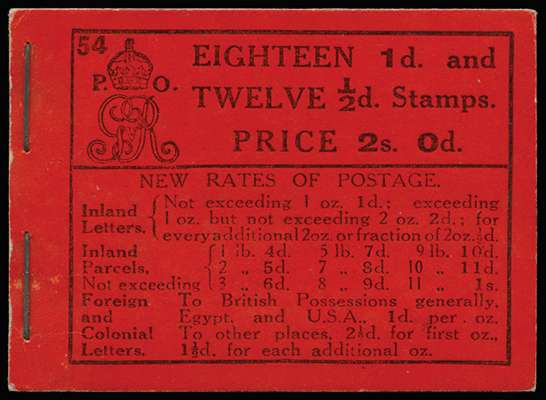 54
P. O.
GR
EIGHTEEN 1d. and
TWELVE ½d. Stamps.
PRICE 2s. 0d.
NEW RATES OF POSTAGE.
Inland Letters. { Not exceeding 1 oz. 1d.; exceeding
1 oz. but not exceeding 2 oz. 2d.; for
every additional 2oz. or fraction of 2oz. ½d.
Inland { 1 lb. 4d. 5 lb. 7d. 9 lb. 10d.
Parcels, { 2 „ 5d. 7 „ 8d. 10 „ 11d.
Not exceeding { 3 „ 6d. 8 „ 9d. 11 „ 1s.
Foreign To British Possessions generally,
and Egypt, and U.S.A., 1d. per oz.
Colonial To other places, 2½d. for first oz.,
Letters. 1½d. for each additional oz.